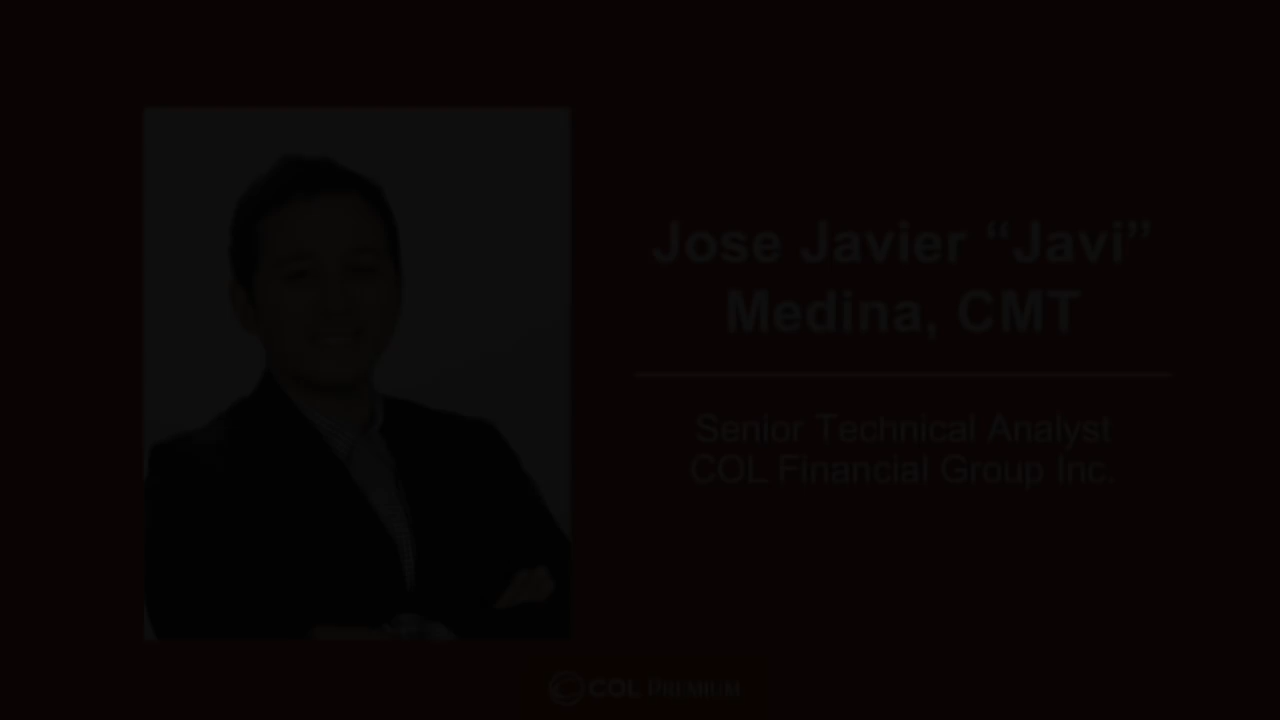 Jose Javier “Javi”
Medina, CMT
Senior Technical Analyst
COL Financial Group Inc.
COL PREMIUM